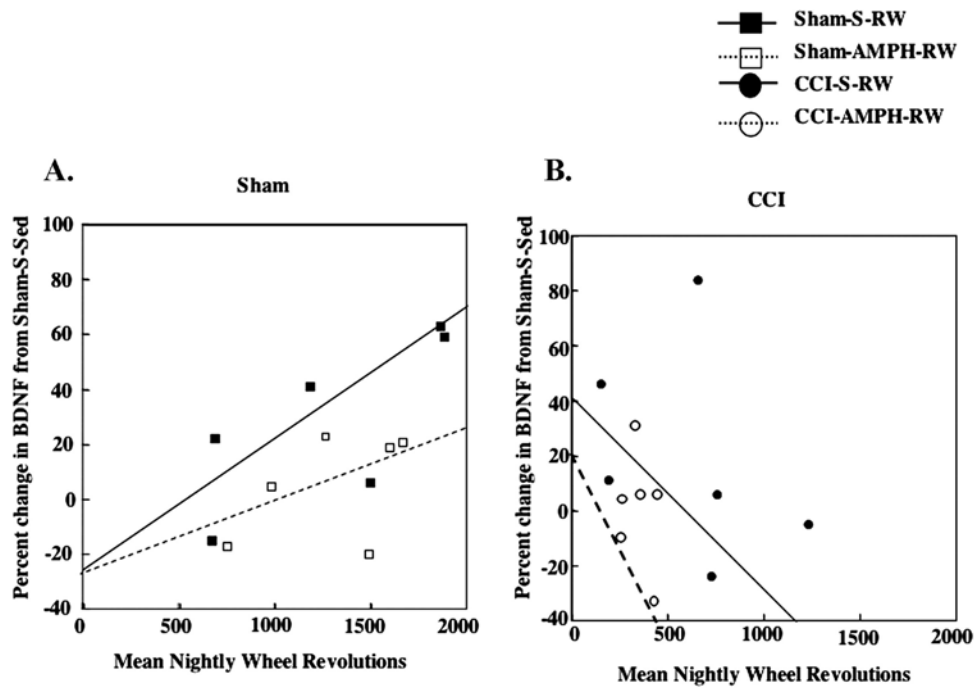 Sham-S-RW
Sham-AMPH-RW
CCI-S-RW
CCI-AMPH-RW
A.
Sham
Percent change in BDNF from Sham-S-Sed
100
80
60
40
20
0
-20
-40
0 500 1000 1500 2000
Mean Nightly Wheel Revolutions
B.
CCI
Percent change in BDNF from Sham-S-Sed
100
80
60
40
20
0
-20
-40
0 500 1000 1500 2000
Mean Nightly Wheel Revolutions